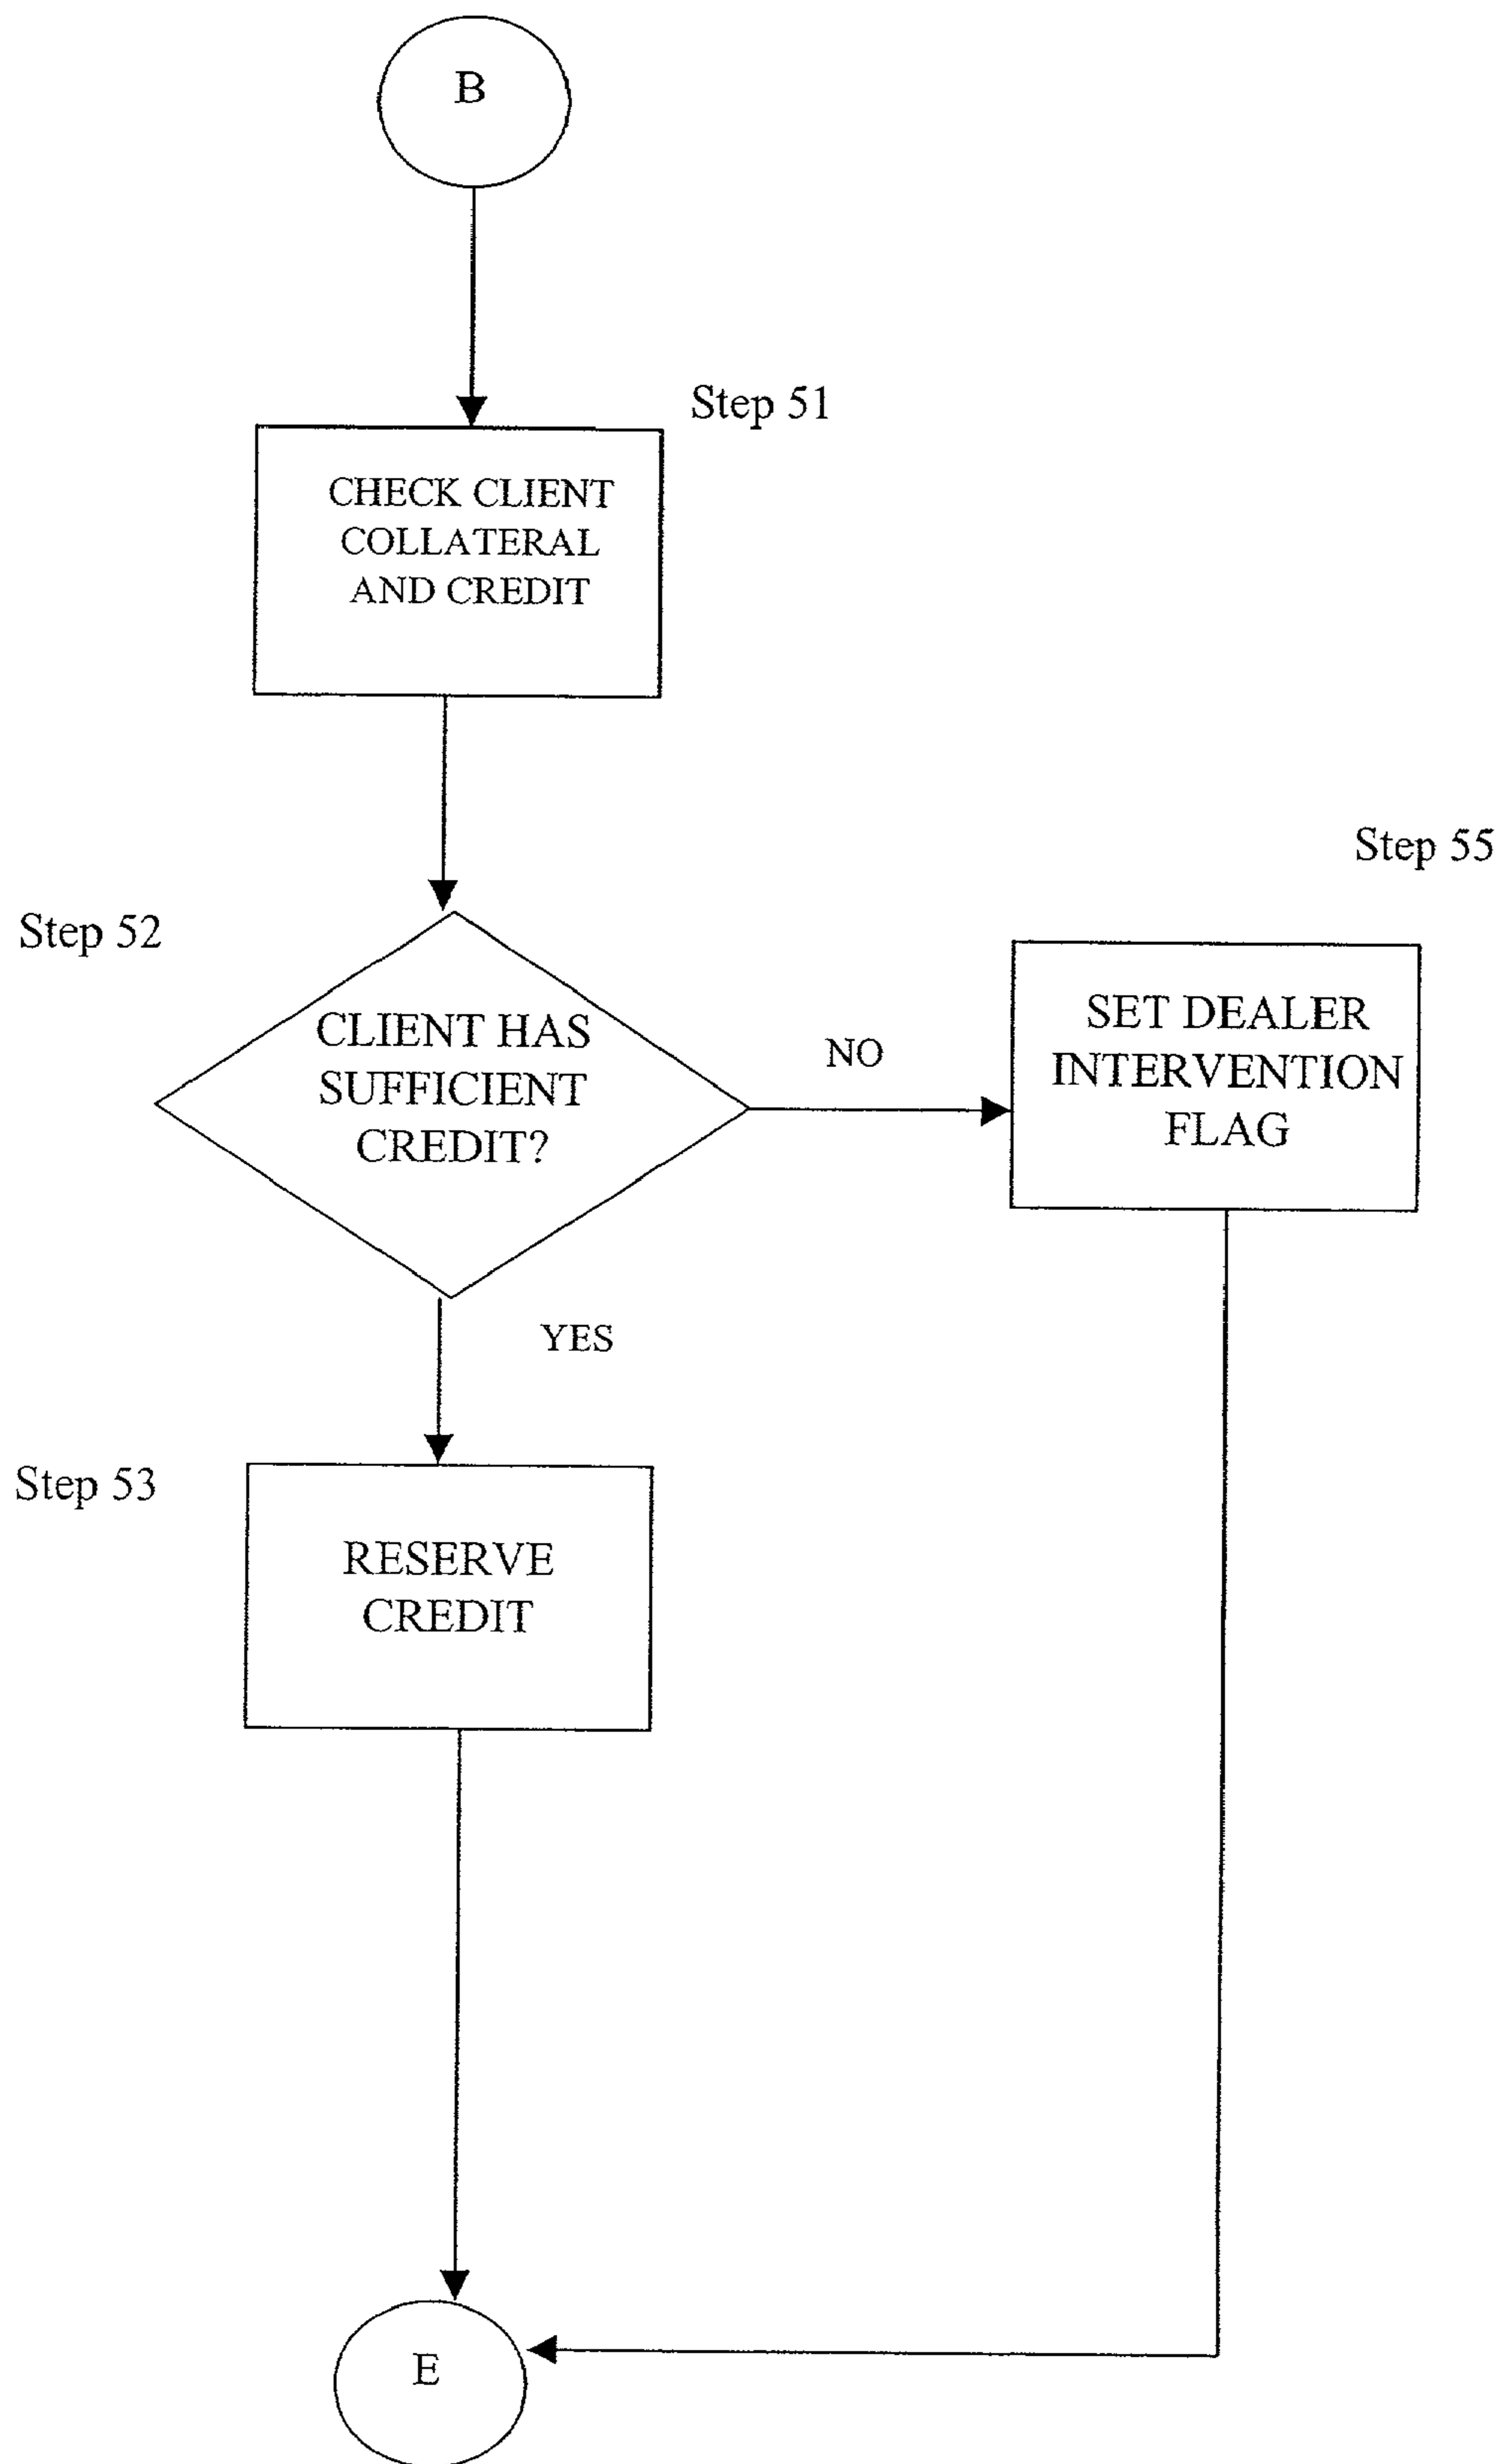 B
Step 51
CHECK CLIENT
COLLATERAL
AND CREDIT
Step 52
CLIENT HAS
SUFFICIENT
CREDIT?
NO
Step 55
SET DEALER
INTERVENTION
FLAG
YES
Step 53
RESERVE
CREDIT
E